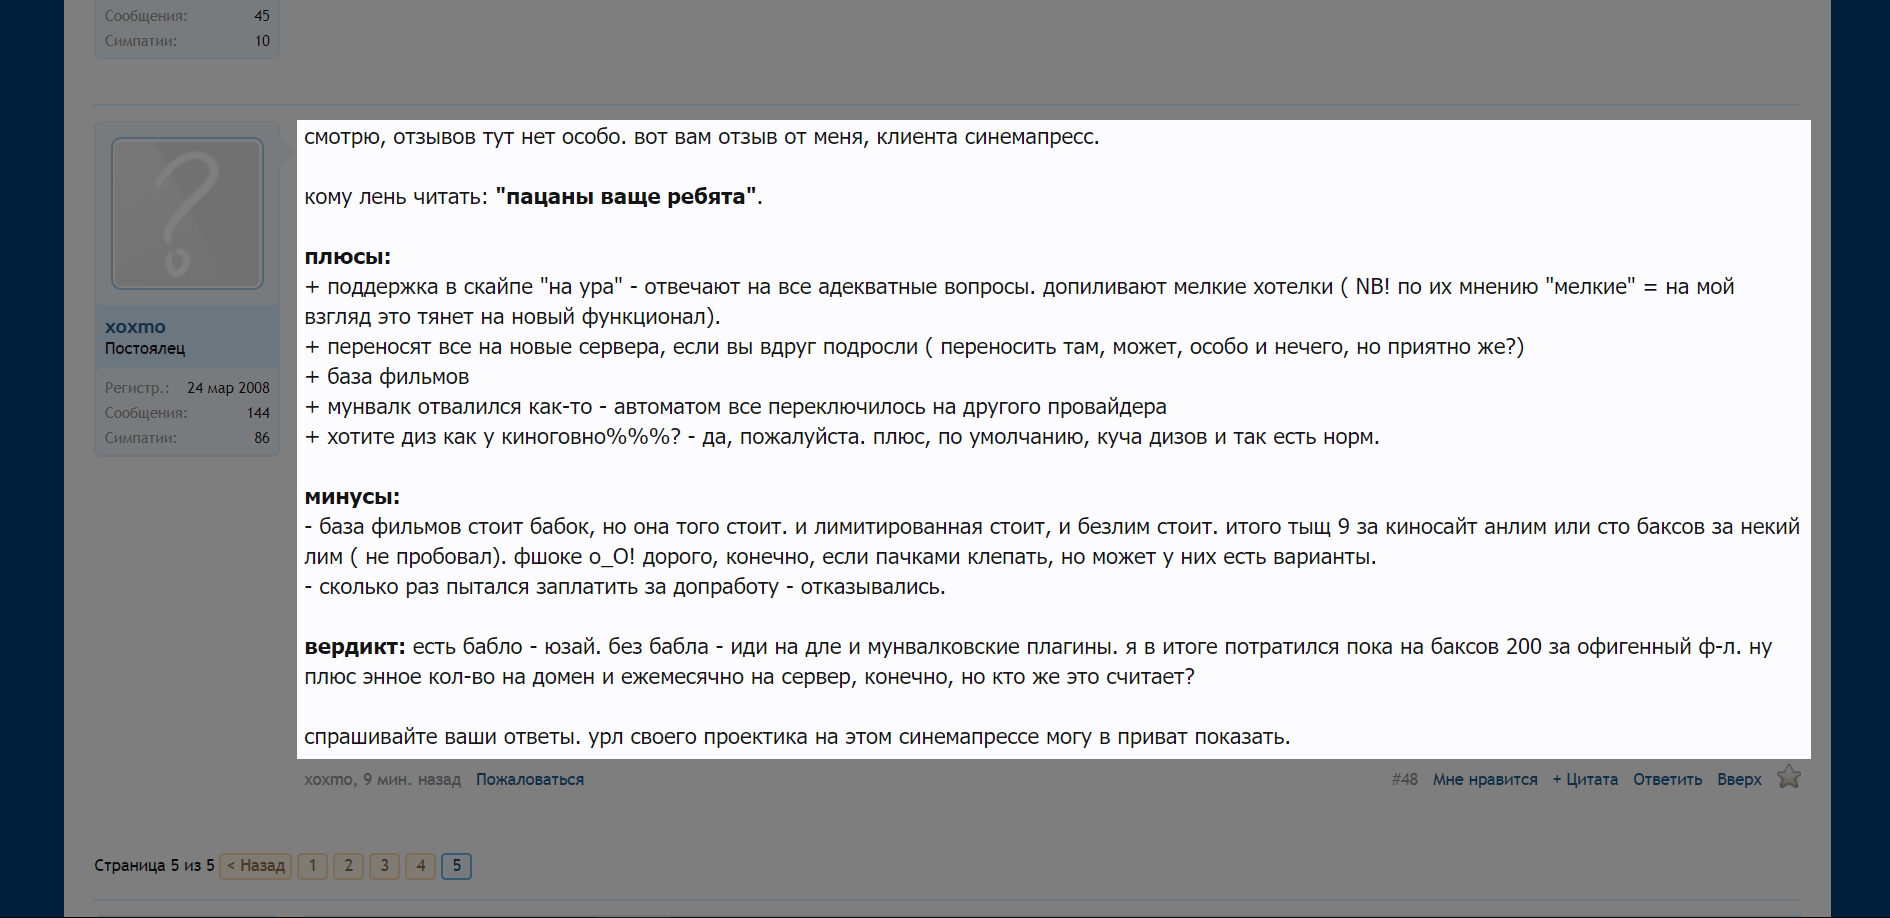 Сообщения: 45
Симпатии: 10
смотрю, отзывов тут нет особо. вот вам отзыв от меня, клиента синемапресс.
кому лень читать: "пацаны ваще ребята".
плюсы:
+ поддержка в скайпе "на ура" - отвечают на все адекватные вопросы. допиливают мелкие хотелки ( NB! по их мнению "мелкие" = на мой
взгляд это тянет на новый функционал).
+ переносят все на новые сервера, если вы вдруг подросли ( переносить там, может, особо и нечего, но приятно же?)
+ база фильмов
+ мунвалк отвалился как-то - автоматом все переключилось на другого провайдера
+ хотите диз как у киноговно%%%? - да, пожалуйста. плюс, по умолчанию, куча дизов и так есть норм.
минусы:
- база фильмов стоит бабок, но она того стоит. и лимитированная стоит, и безлим стоит. итого тыщ 9 за киносайт анлим или сто баксов за некий
лим ( не пробовал). фшоке о_О! дорого, конечно, если пачками клепать, но может у них есть варианты.
- сколько раз пытался заплатить за допработу - отказывались.
вердикт: есть бабло - юзай. без бабла - иди на дле и мунвалковские плагины. я в итоге потратился пока на баксов 200 за офигенный ф-л. ну
плюс энное кол-во на домен и ежемесячно на сервер, конечно, но кто же это считает?
спрашивайте ваши ответы. урл своего проектика на этом синемапрессе могу в приват показать.
xoxmo
Постоялец
Регистр.: 24 мар 2008
Сообщения: 144
Симпатии: 86
xoxmo, 9 мин. назад Пожаловаться #48 Мне нравится + Цитата Ответить Вверх
Страница 5 из 5 < Назад 1 2 3 4 5